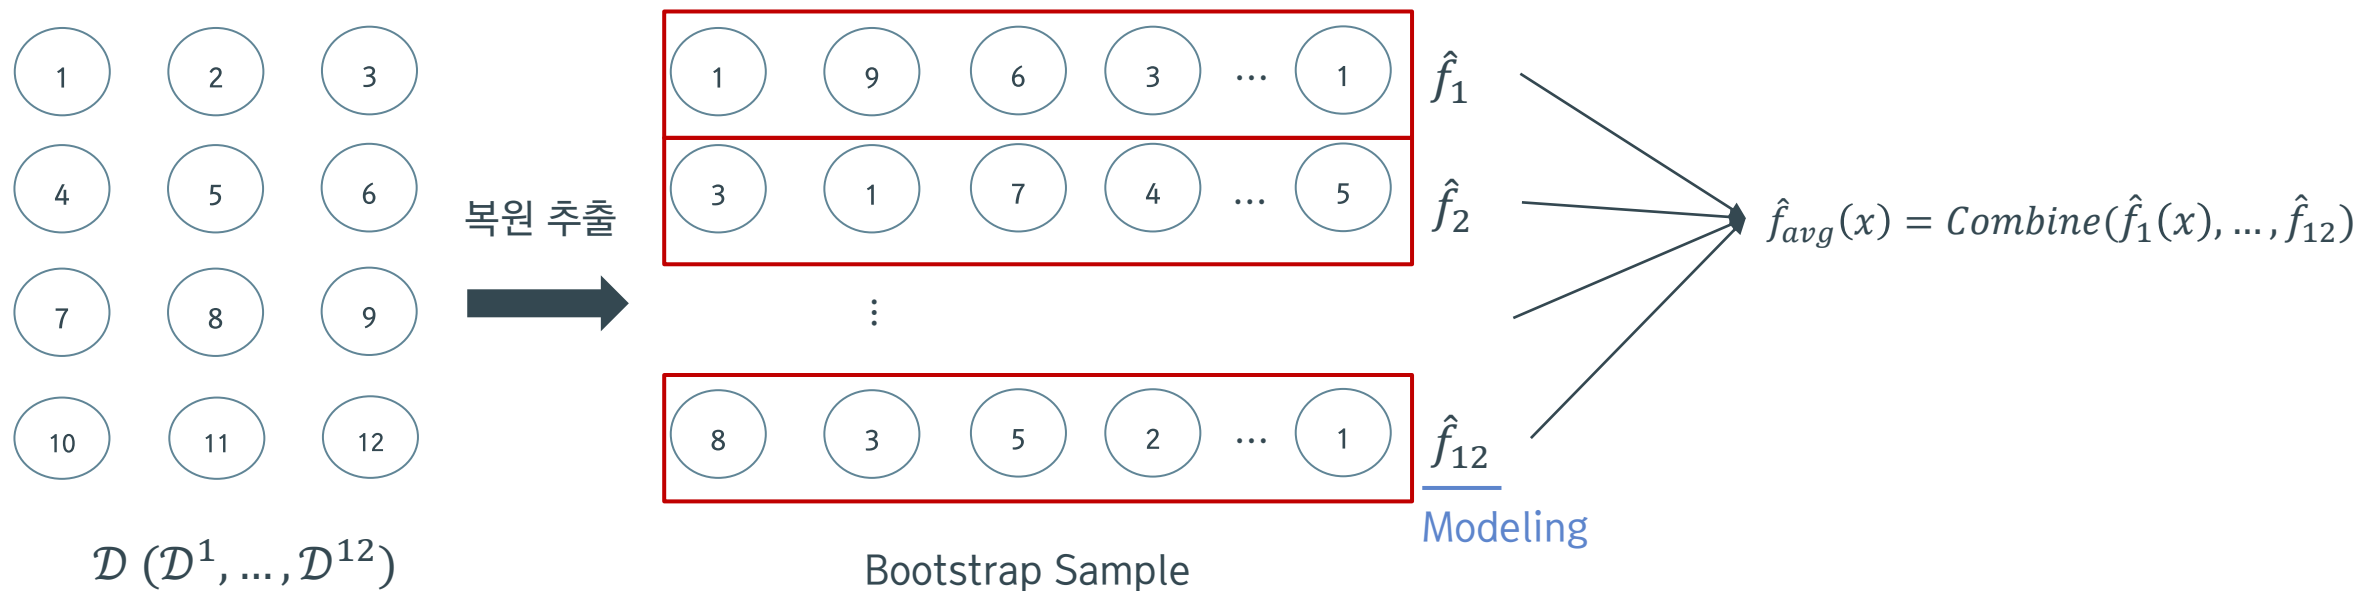 1 2 3
4 5 6
7 8 9
10 11 12
𝒟 (𝒟¹, … , 𝒟¹²)
복원 추출
1 9 6 3 … 1
f̂₁
3 1 7 4 … 5
f̂₂
⋮
8 3 5 2 … 1
f̂₁₂
Modeling
Bootstrap Sample
f̂ₐᵥg(x) = Combine(f̂₁(x), … , f̂₁₂)